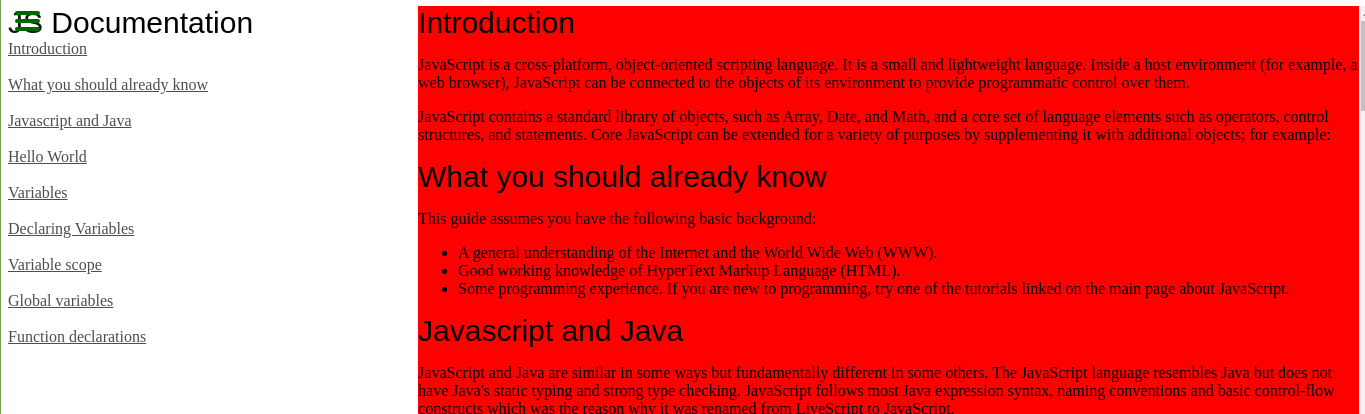 JS Documentation
Introduction
What you should already know
Javascript and Java
Hello World
Variables
Declaring Variables
Variable scope
Global variables
Function declarations
Introduction
JavaScript is a cross-platform, object-oriented scripting language. It is a small and lightweight language. Inside a host environment (for example, a
web browser), JavaScript can be connected to the objects of its environment to provide programmatic control over them.
JavaScript contains a standard library of objects, such as Array, Date, and Math, and a core set of language elements such as operators, control
structures, and statements. Core JavaScript can be extended for a variety of purposes by supplementing it with additional objects; for example:
What you should already know
This guide assumes you have the following basic background:
• A general understanding of the Internet and the World Wide Web (WWW).
• Good working knowledge of HyperText Markup Language (HTML).
• Some programming experience. If you are new to programming, try one of the tutorials linked on the main page about JavaScript.
Javascript and Java
JavaScript and Java are similar in some ways but fundamentally different in some others. The JavaScript language resembles Java but does not
have Java's static typing and strong type checking. JavaScript follows most Java expression syntax, naming conventions and basic control-flow
constructs which was the reason why it was renamed from LiveScript to JavaScript.